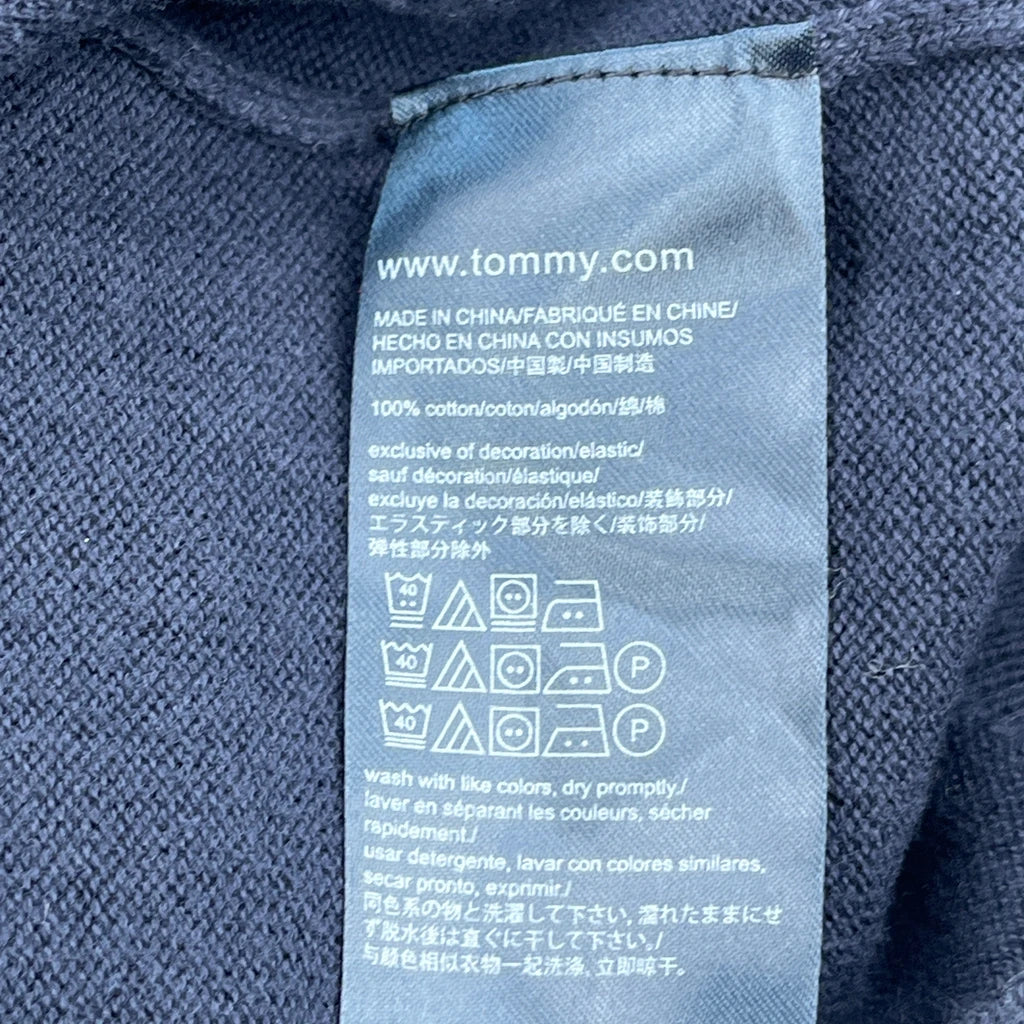 www.tommy.com
MADE IN CHINA/FABRIQUÉ EN CHINE/
HECHO EN CHINA CON INSUMOS
IMPORTADOS/中国製/中国制造
100% cotton/coton/algodón/綿/棉
exclusive of decoration/elastic/
sauf décoration/élastique/
excluye la decoración/elástico/装飾部分/
エラスティック部分を除く/装饰部分/
弹性部分除外
40
40 P
40 P
wash with like colors, dry promptly./
laver en séparant les couleurs, sécher
rapidement./
usar detergente, lavar con colores similares,
secar pronto, exprimir./
同色系の物と洗濯して下さい, 濡れたままにせ
ず脱水後は直ぐに干して下さい。/
与颜色相似衣物一起洗涤, 立即晾干。